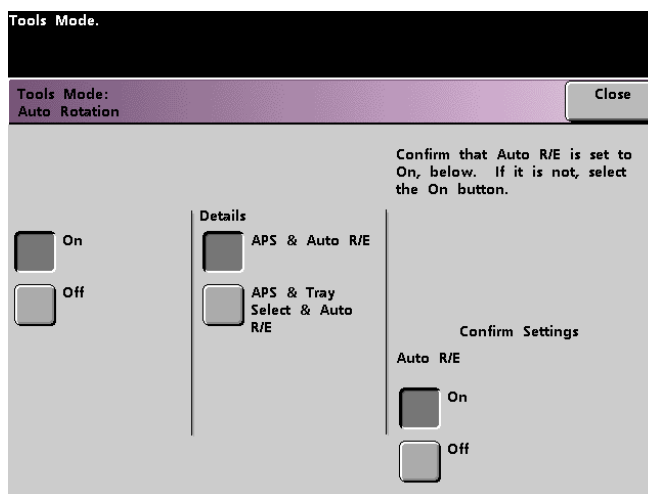 Tools Mode.
Tools Mode:
Auto Rotation
Close
On
Off
Details
APS & Auto R/E
APS & Tray
Select & Auto
R/E
Confirm that Auto R/E is set to
On, below. If it is not, select
the On button.
Confirm Settings
Auto R/E
On
Off